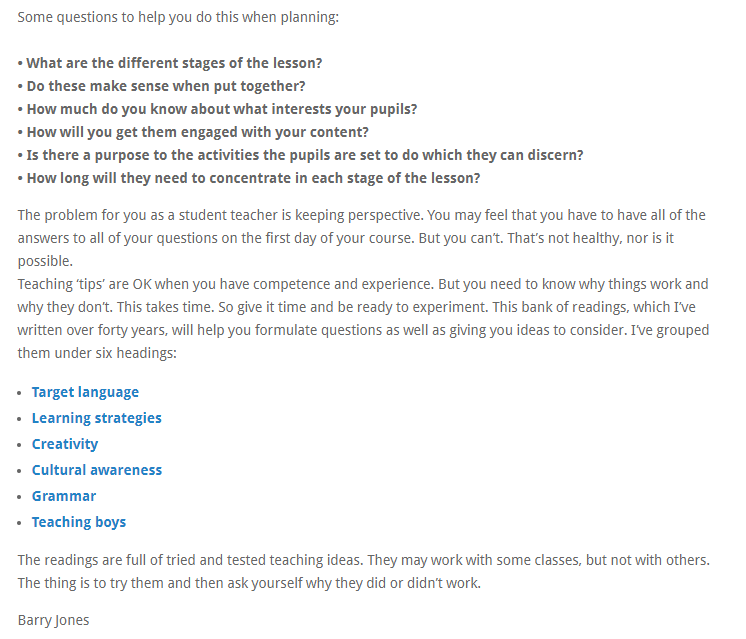 Some questions to help you do this when planning:
• What are the different stages of the lesson?
• Do these make sense when put together?
• How much do you know about what interests your pupils?
• How will you get them engaged with your content?
• Is there a purpose to the activities the pupils are set to do which they can discern?
• How long will they need to concentrate in each stage of the lesson?
The problem for you as a student teacher is keeping perspective. You may feel that you have to have all of the
answers to all of your questions on the first day of your course. But you can’t. That’s not healthy, nor is it
possible.
Teaching ‘tips’ are OK when you have competence and experience. But you need to know why things work and
why they don’t. This takes time. So give it time and be ready to experiment. This bank of readings, which I’ve
written over forty years, will help you formulate questions as well as giving you ideas to consider. I’ve grouped
them under six headings:
• Target language
• Learning strategies
• Creativity
• Cultural awareness
• Grammar
• Teaching boys
The readings are full of tried and tested teaching ideas. They may work with some classes, but not with others.
The thing is to try them and then ask yourself why they did or didn’t work.
Barry Jones